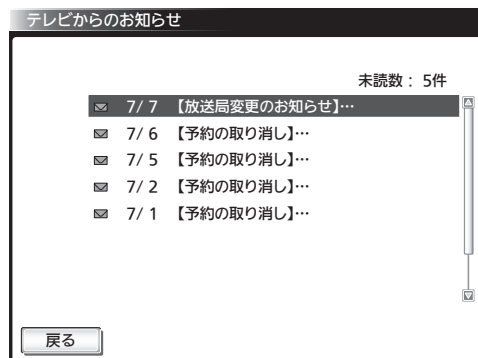 テレビからのお知らせ
未読数： 5件
7/ 7 【放送局変更のお知らせ】…
7/ 6 【予約の取り消し】…
7/ 5 【予約の取り消し】…
7/ 2 【予約の取り消し】…
7/ 1 【予約の取り消し】…
戻る